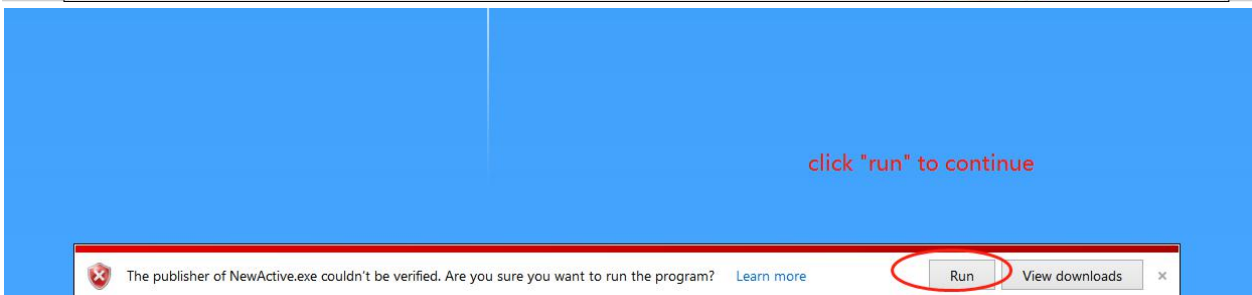 click "run" to continue
The publisher of NewActive.exe couldn't be verified. Are you sure you want to run the program? Learn more Run View downloads ×